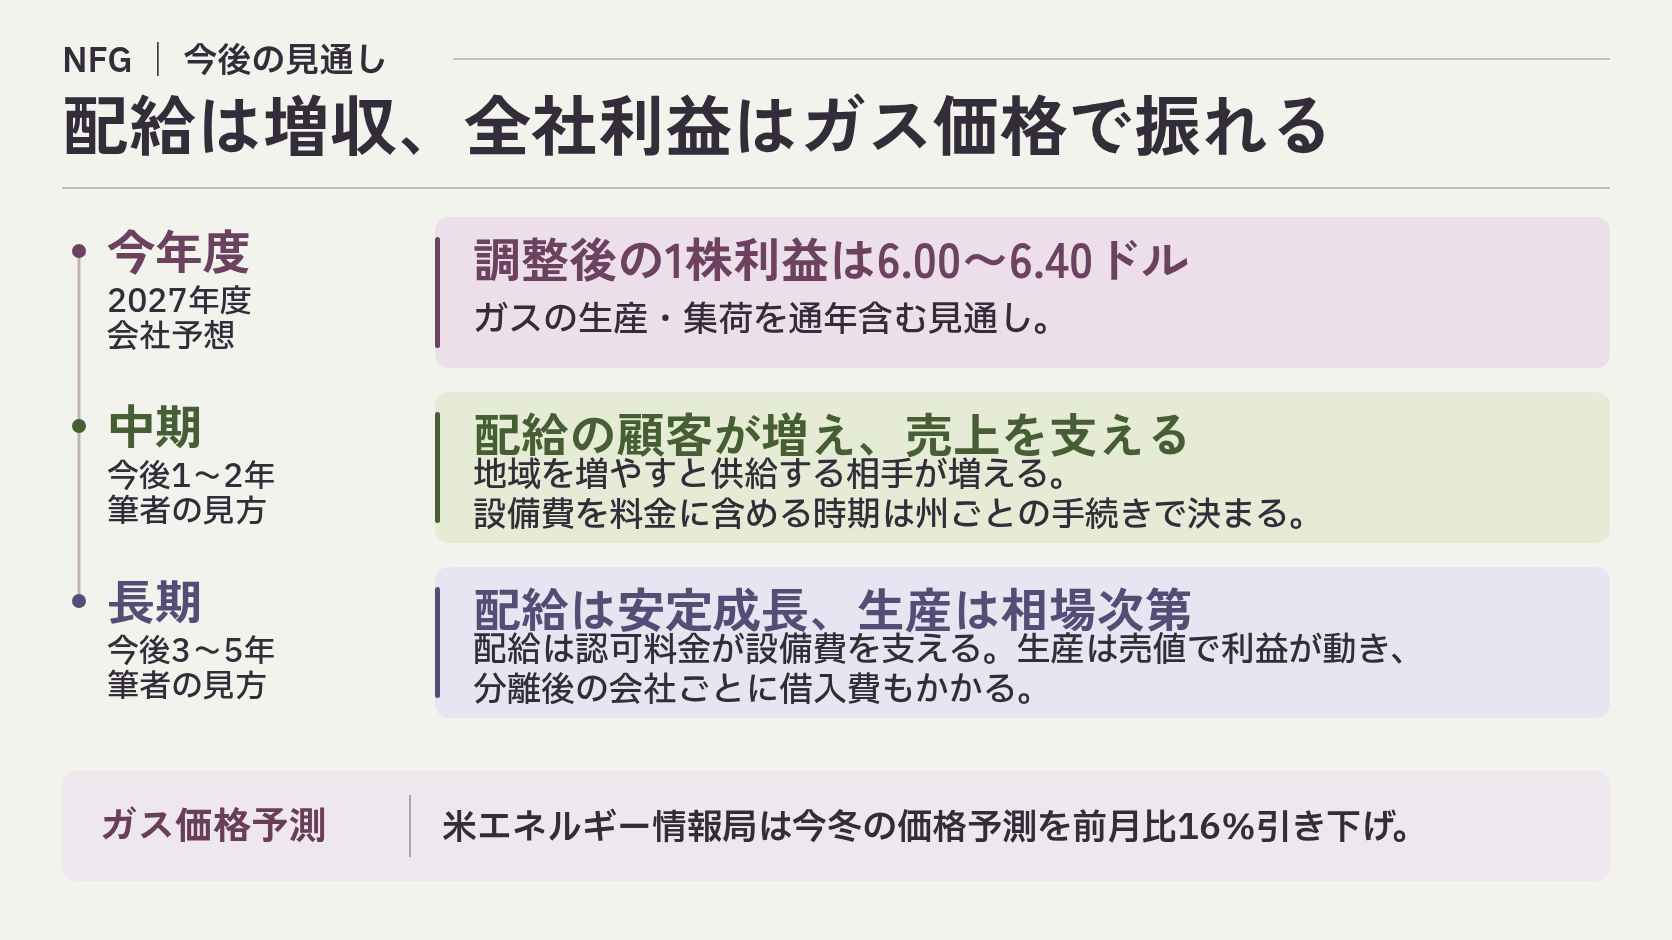 NFG｜今後の見通し
配給は増収、全社利益はガス価格で振れる
今年度
2027年度
会社予想
調整後の1株利益は6.00〜6.40ドル
ガスの生産・集荷を通年含む見通し。
中期
今後1〜2年
筆者の見方
配給の顧客が増え、売上を支える
地域を増やすと供給する相手が増える。
設備費を料金に含める時期は州ごとの手続きで決まる。
長期
今後3〜5年
筆者の見方
配給は安定成長、生産は相場次第
配給は認可料金が設備費を支える。生産は売値で利益が動き、
分離後の会社ごとに借入費もかかる。
ガス価格予測
米エネルギー情報局は今冬の価格予測を前月比16%引き下げ。